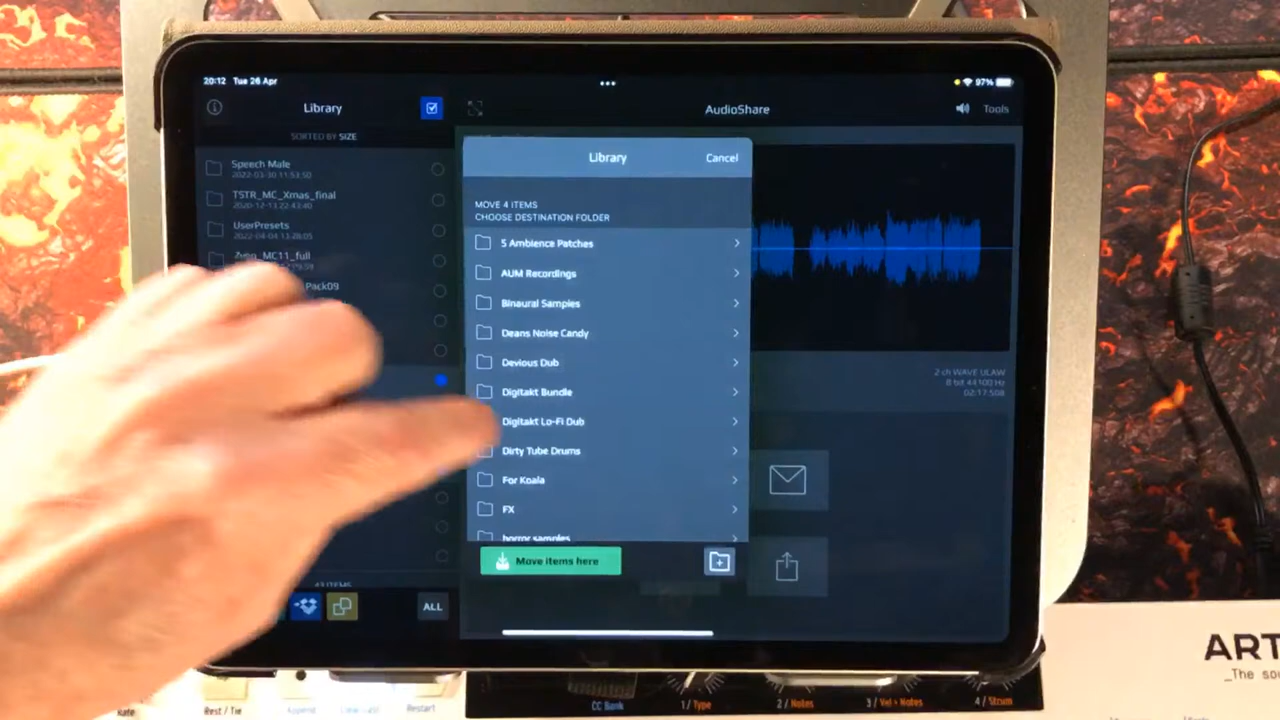 20:12 Tue 26 Apr
97%
Library
AudioShare
Tools
SORTED BY SIZE
Speech Male
2022-03-30 11:53:50
TSTR_MC_Xmas_final
2020-12-13 22:43:40
UserPresets
2022-04-04 13:28:05
Pack09
Library
Cancel
MOVE 4 ITEMS
CHOOSE DESTINATION FOLDER
5 Ambience Patches
AUM Recordings
Binaural Samples
Deans Noise Candy
Devious Dub
Digitakt Bundle
Digitakt Lo-Fi Dub
Dirty Tube Drums
For Koala
FX
horror samples
Move items here
2 ch WAVE ULAW
8 bit 44100 Hz
02:17.508
ALL
ART
_The sou
Rate
Rest / Tie
Append
Restart
CC Bank
1 / Type
2 / Notes
3 / Vel > Notes
4 / Strum